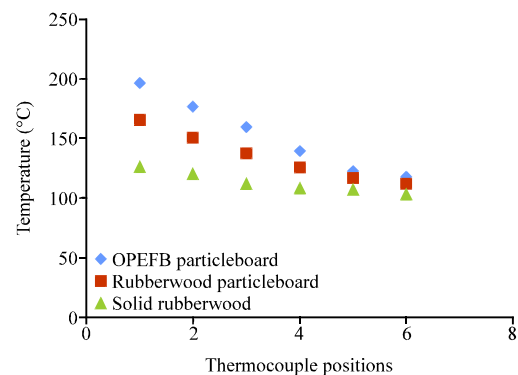 250
200
150
100
50
0
Temperature (°C)
OPEFB particleboard
Rubberwood particleboard
Solid rubberwood
0 2 4 6 8
Thermocouple positions